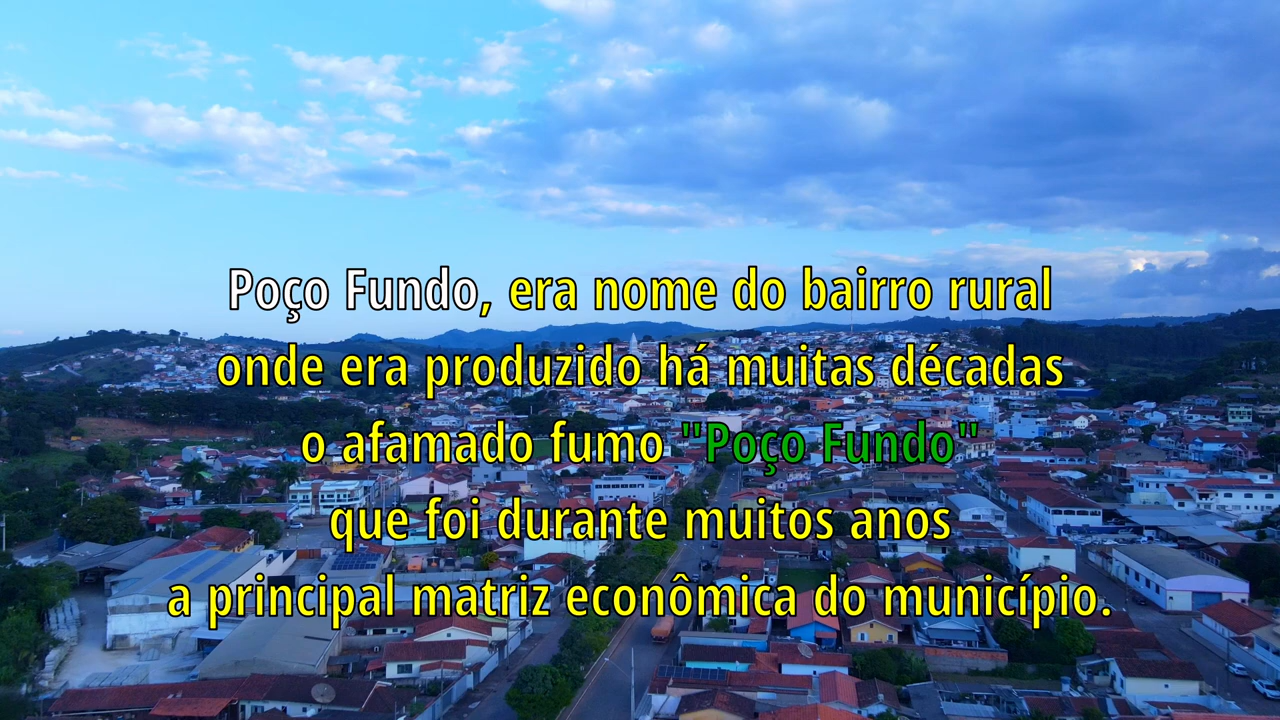 Poço Fundo, era nome do bairro rural
onde era produzido há muitas décadas
o afamado fumo "Poço Fundo"
que foi durante muitos anos
a principal matriz econômica do município.